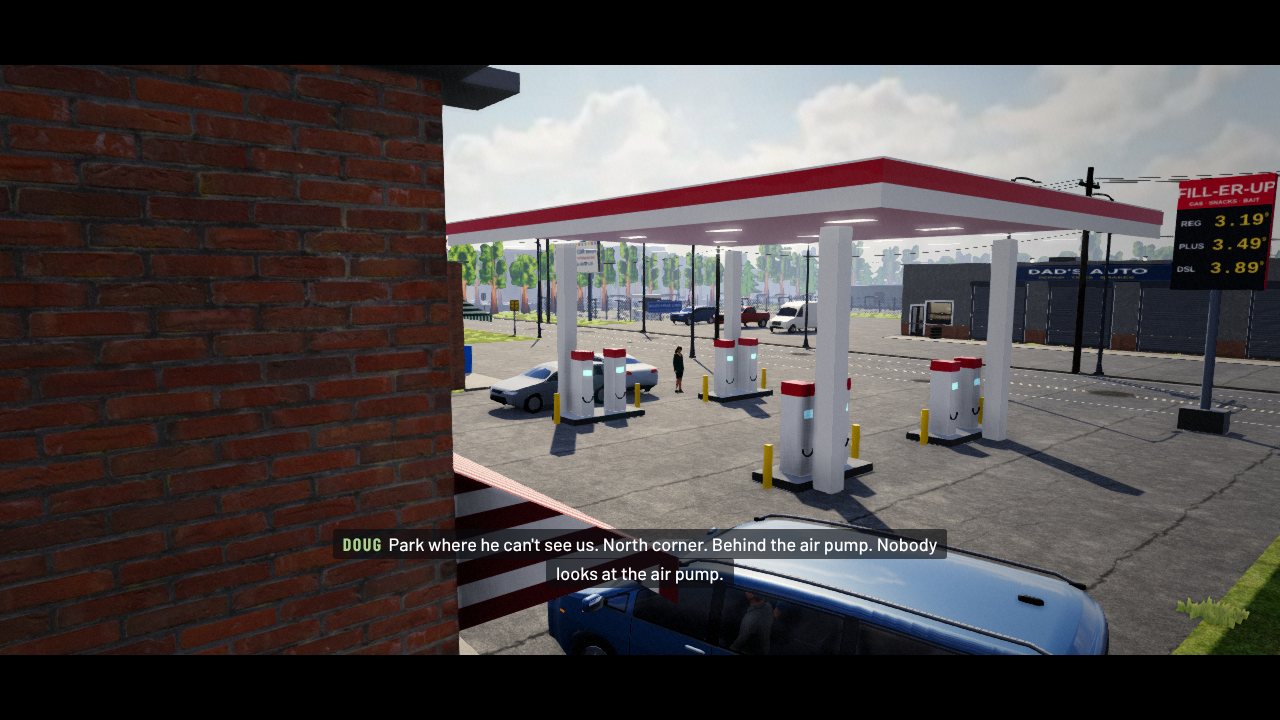 FILL-ER-UP
GAS SNACKS BAIT
REG 3.19
PLUS 3.49
DSL 3.89
DAD'S AUTO
DOUG Park where he can't see us. North corner. Behind the air pump. Nobody
looks at the air pump.